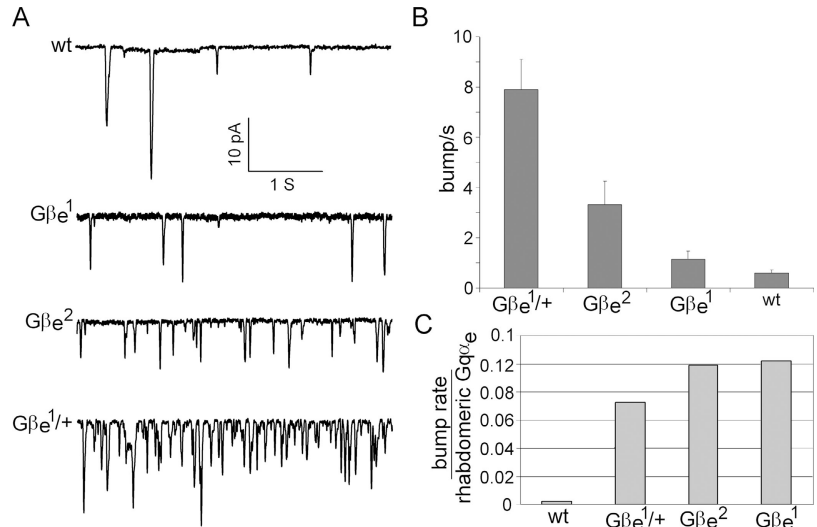 A
wt
10 pA
1 S
Gβe¹
Gβe²
Gβe¹/+
B
bump/s
10
8
6
4
2
0
Gβe¹/+ Gβe² Gβe¹ wt
C
bump rate
rhabdomeric Gqαe
0.1
0.12
0.08
0.06
0.02
0
wt Gβe¹/+ Gβe² Gβe¹